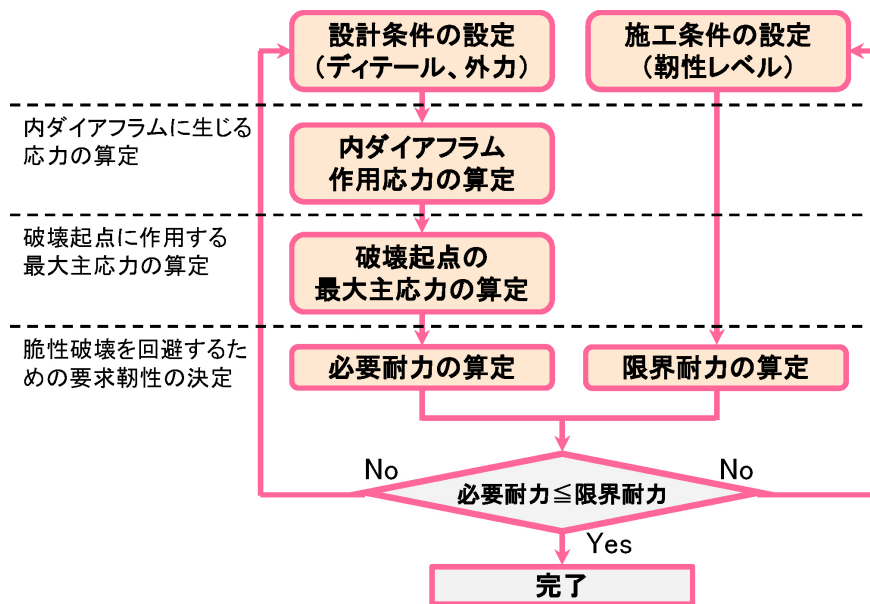 設計条件の設定
（ディテール、外力）
施工条件の設定
（靭性レベル）
内ダイアフラムに生じる
応力の算定
内ダイアフラム
作用応力の算定
破壊起点に作用する
最大主応力の算定
破壊起点の
最大主応力の算定
脆性破壊を回避するた
めの要求靭性の決定
必要耐力の算定
限界耐力の算定
No
必要耐力≦限界耐力
No
Yes
完了